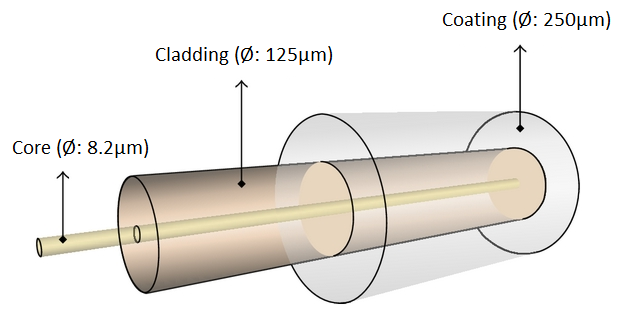 Coating (Ø: 250µm)
Cladding (Ø: 125µm)
Core (Ø: 8.2µm)